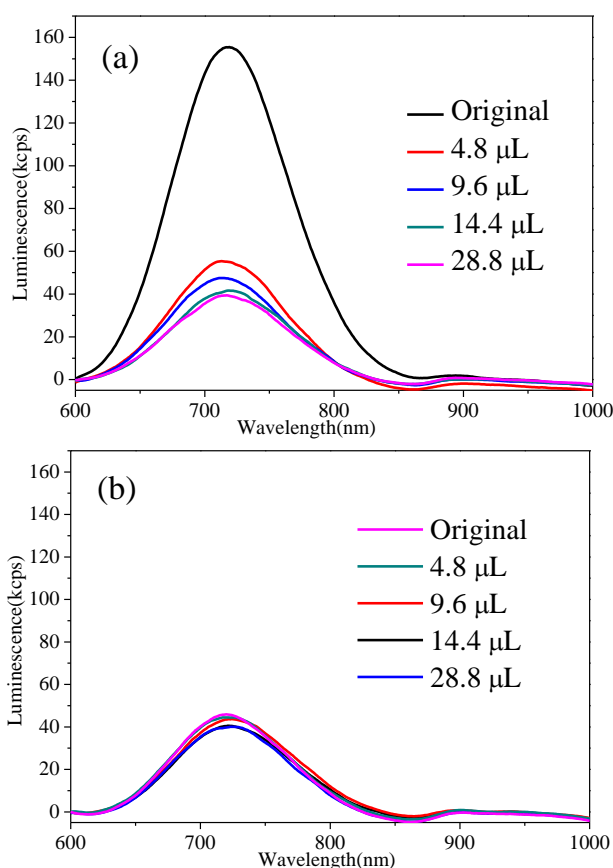 160
140
120
100
80
60
40
20
0
Luminescence(kcps)
(a)
Original
4.8 μL
9.6 μL
14.4 μL
28.8 μL
600 700 800 900 1000
Wavelength(nm)
160
140
120
100
80
60
40
20
0
Luminescence(kcps)
(b)
Original
4.8 μL
9.6 μL
14.4 μL
28.8 μL
600 700 800 900 1000
Wavelength(nm)